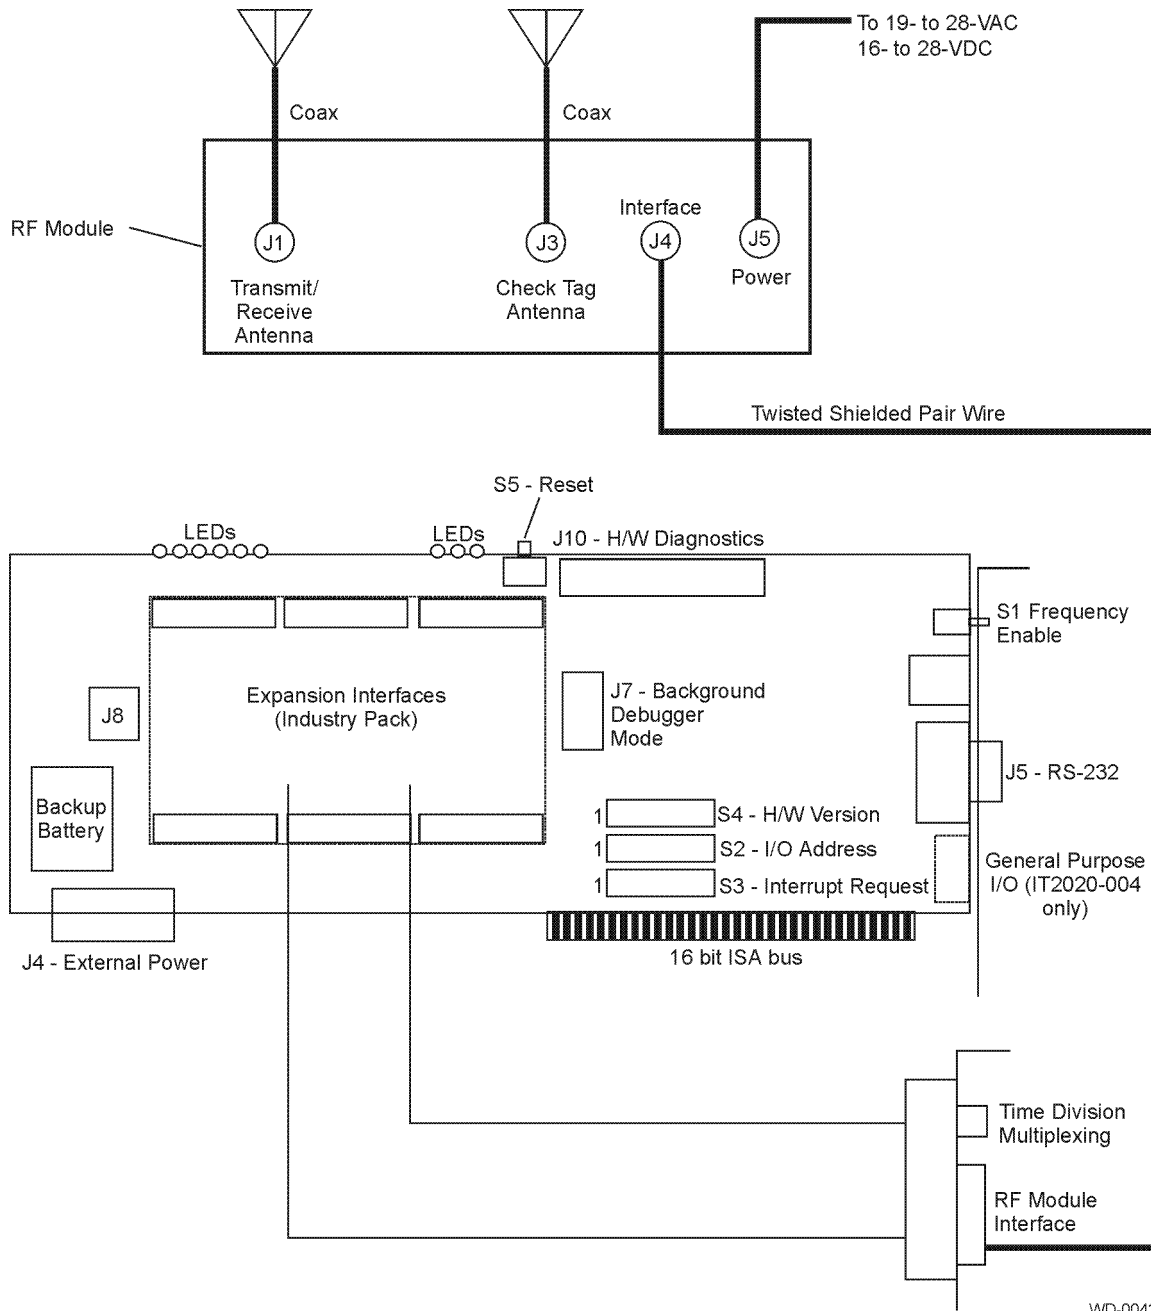 To 19- to 28-VAC
16- to 28-VDC
Coax
Coax
RF Module
Interface
J1
J3
J4
J5
Transmit/
Receive
Antenna
Check Tag
Antenna
Power
Twisted Shielded Pair Wire
S5 - Reset
LEDs
LEDs
J10 - H/W Diagnostics
S1 Frequency
Enable
Expansion Interfaces
(Industry Pack)
J8
J7 - Background
Debugger
Mode
J5 - RS-232
Backup
Battery
1
S4 - H/W Version
1
S2 - I/O Address
1
S3 - Interrupt Request
General Purpose
I/O (IT2020-004
only)
16 bit ISA bus
J4 - External Power
Time Division
Multiplexing
RF Module
Interface